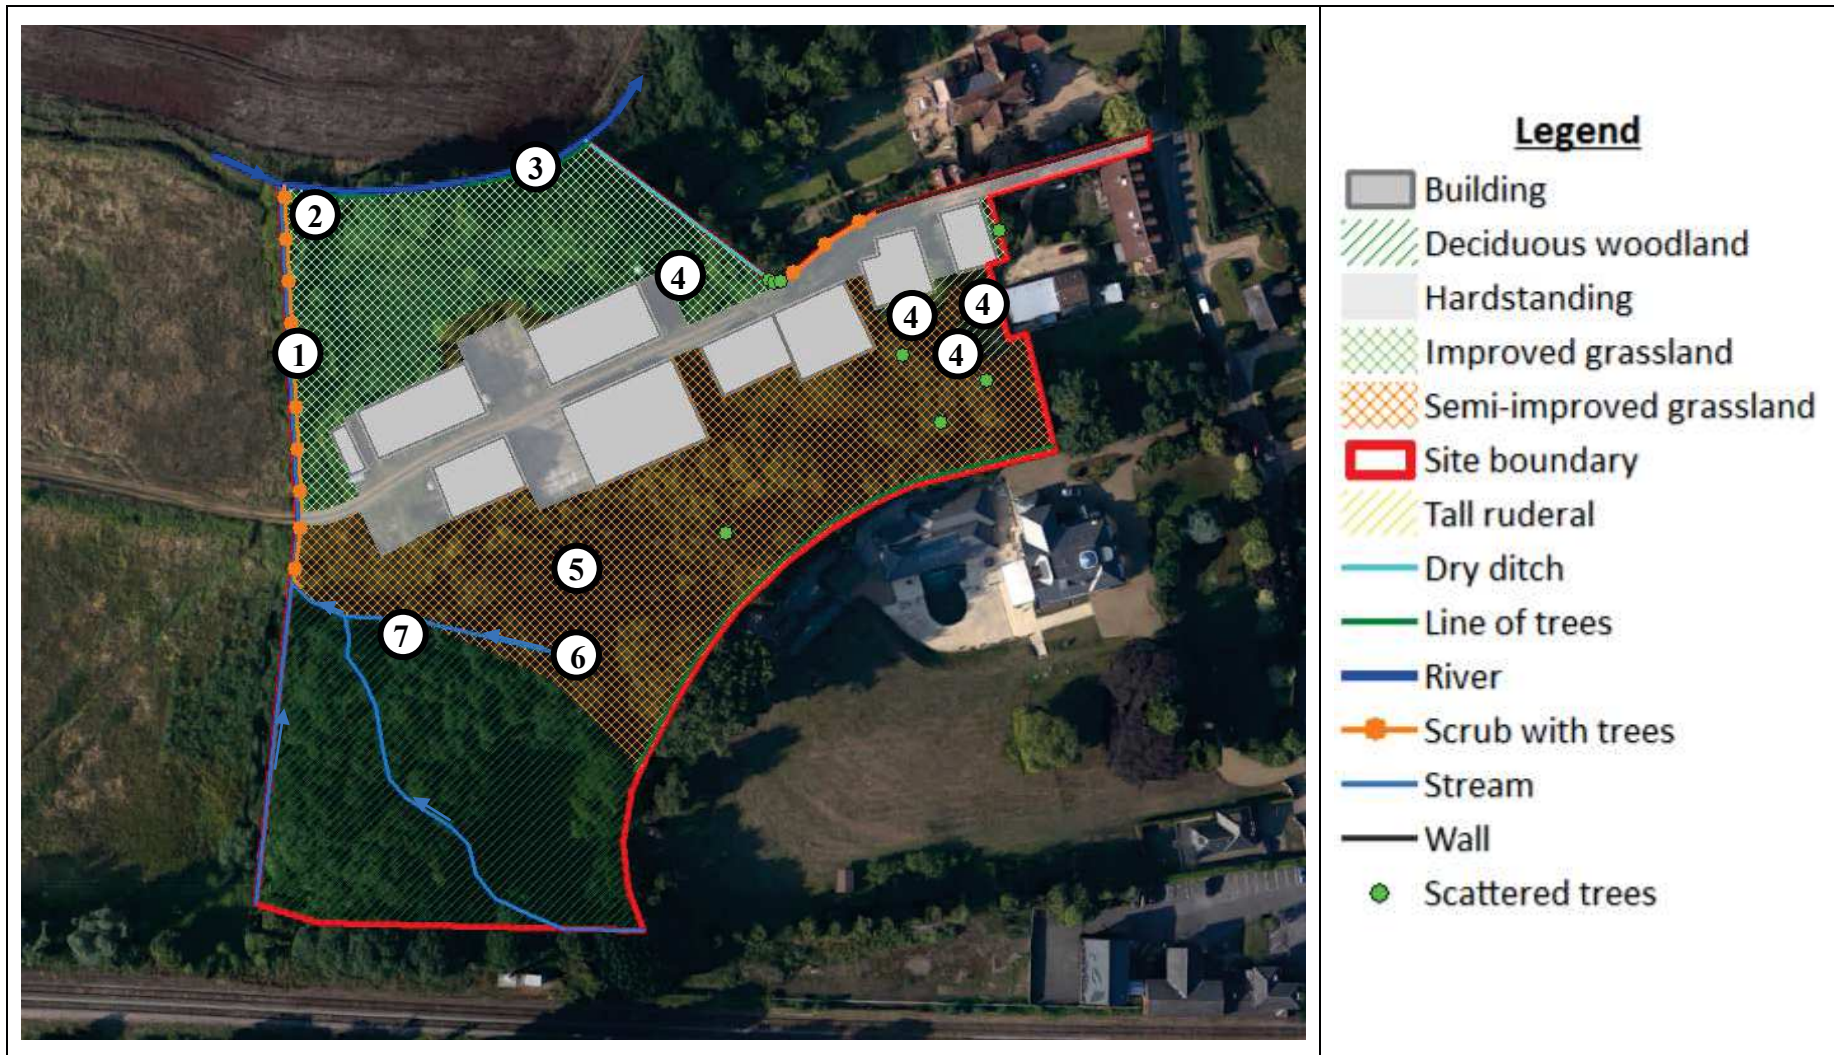 3
2
4
4
4
1
4
5
7
6
Legend
Building
Deciduous woodland
Hardstanding
Improved grassland
Semi-improved grassland
Site boundary
Tall ruderal
Dry ditch
Line of trees
River
Scrub with trees
Stream
Wall
Scattered trees